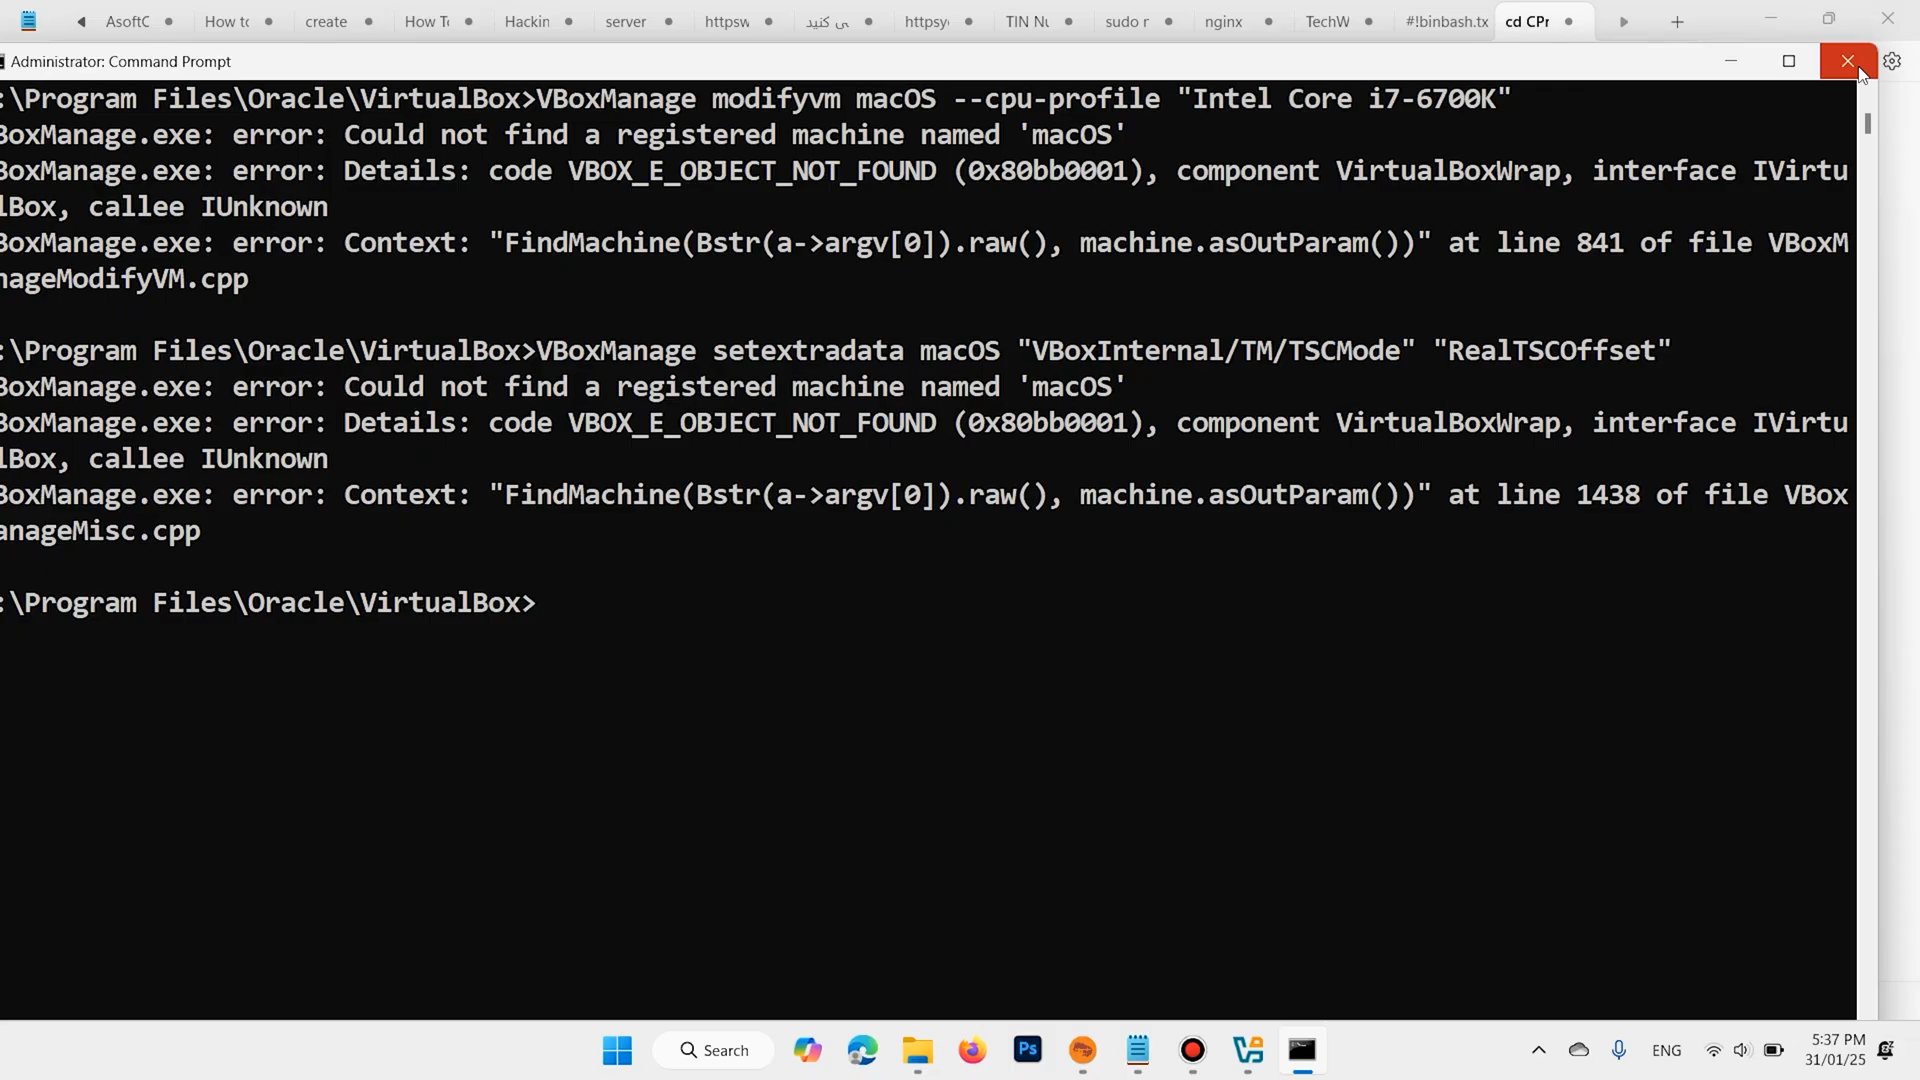 AsoftC
How to
create
How To
Hackin
server
httpsw
ی کنید
httpsy
TIN Nu
sudo r
nginx
TechW
#!binbash.tx
cd CPr
Administrator: Command Prompt
:\Program Files\Oracle\VirtualBox>VBoxManage modifyvm macOS --cpu-profile "Intel Core i7-6700K"
BoxManage.exe: error: Could not find a registered machine named 'macOS'
BoxManage.exe: error: Details: code VBOX_E_OBJECT_NOT_FOUND (0x80bb0001), component VirtualBoxWrap, interface IVirtu
lBox, callee IUnknown
BoxManage.exe: error: Context: "FindMachine(Bstr(a->argv[0]).raw(), machine.asOutParam())" at line 841 of file VBoxM
nageModifyVM.cpp
:\Program Files\Oracle\VirtualBox>VBoxManage setextradata macOS "VBoxInternal/TM/TSCMode" "RealTSCOffset"
BoxManage.exe: error: Could not find a registered machine named 'macOS'
BoxManage.exe: error: Details: code VBOX_E_OBJECT_NOT_FOUND (0x80bb0001), component VirtualBoxWrap, interface IVirtu
lBox, callee IUnknown
BoxManage.exe: error: Context: "FindMachine(Bstr(a->argv[0]).raw(), machine.asOutParam())" at line 1438 of file VBox
anageMisc.cpp
:\Program Files\Oracle\VirtualBox>
Search
Ps
ENG
5:37 PM
31/01/25